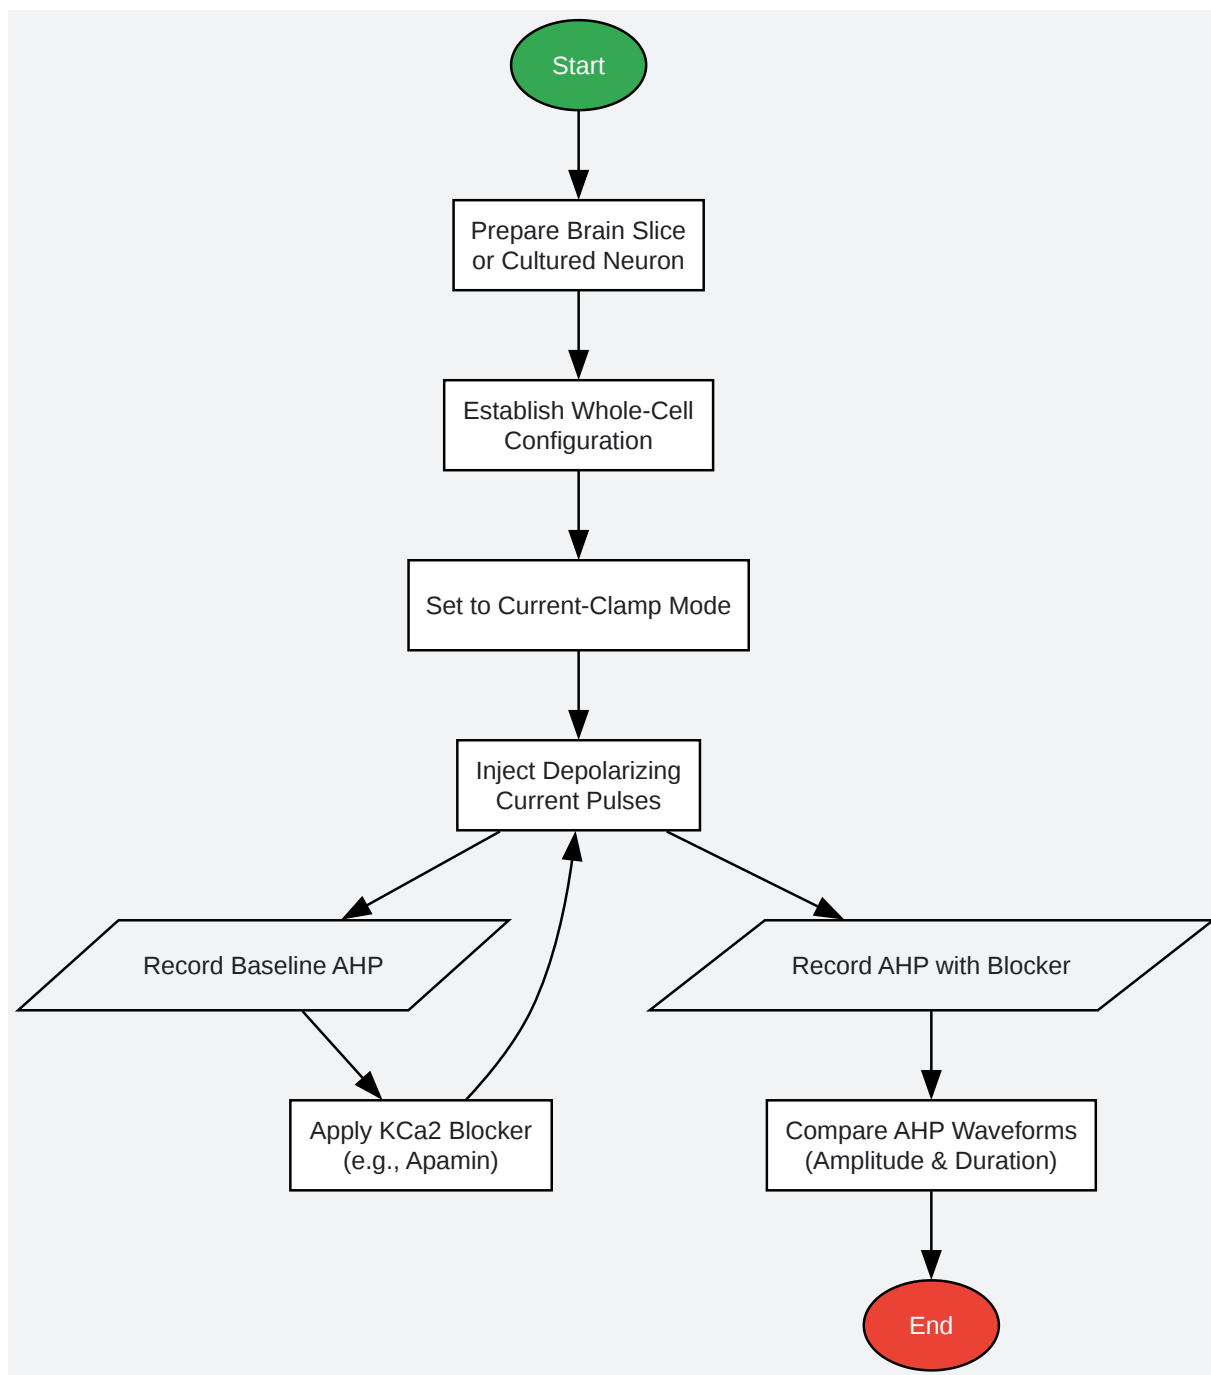 Start
Prepare Brain Slice
or Cultured Neuron
Establish Whole-Cell
Configuration
Set to Current-Clamp Mode
Inject Depolarizing
Current Pulses
Record Baseline AHP
Record AHP with Blocker
Apply KCa2 Blocker
(e.g., Apamin)
Compare AHP Waveforms
(Amplitude & Duration)
End